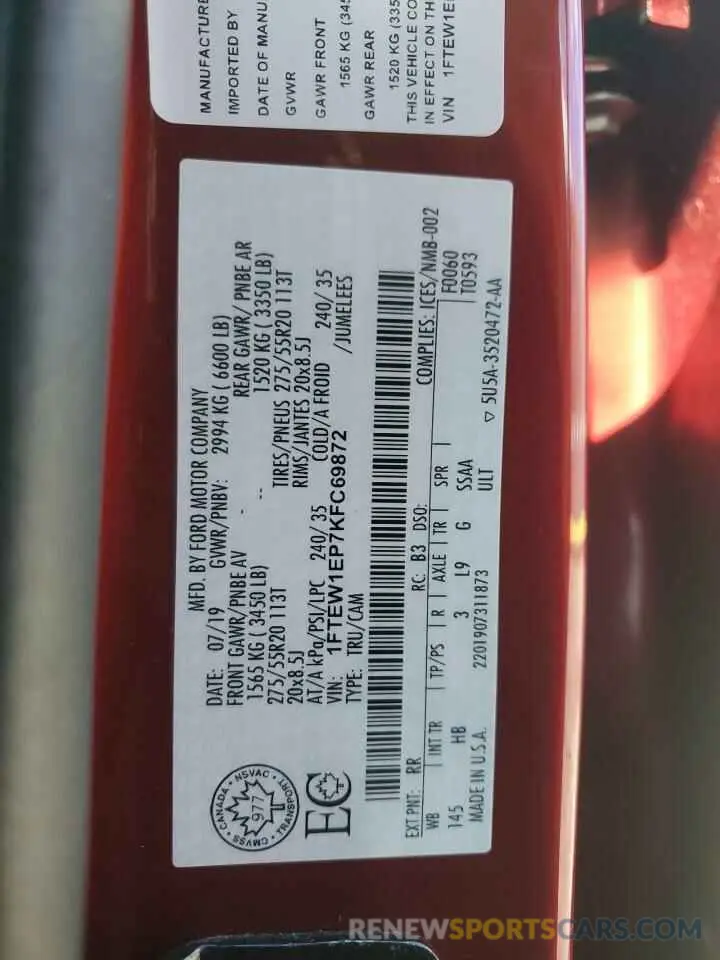 MANUFACTURE
IMPORTED BY
DATE OF MANU
GVWR
GAWR FRONT
1565 KG (345
GAWR REAR
1520 KG (335
THIS VEHICLE CO
IN EFFECT ON TH
VIN 1FTEW1E
MFD. BY FORD MOTOR COMPANY
DATE: 07/19 GVWR/PNBV: 2994 KG ( 6600 LB)
FRONT GAWR/PNBE AV REAR GAWR/ PNBE AR
1565 KG ( 3450 LB) 1520 KG ( 3350 LB)
275/55R20 113T TIRES/PNEUS 275/55R20 113T
20x8.5J RIMS/JANTES 20x8.5J
AT/A kPa/PSI/LPC 240/ 35 COLD/A FROID 240/ 35
VIN: 1FTEW1EP7KFC69872 /JUMELEES
TYPE: TRU/CAM
CANADA NSVAC
977
CMVSS TRANSPORT
EC
COMPLIES: ICES/NMB-002
EXT PNT: RR RC: B3 DSO: F0060
WB INT TR TP/PS R AXLE TR SPR T0593
145 HB 3 L9 G SSAA
ULT
MADE IN U.S.A. 2201907311873 5U5A-3520472-AA
RENEWSPORTSCARS.COM